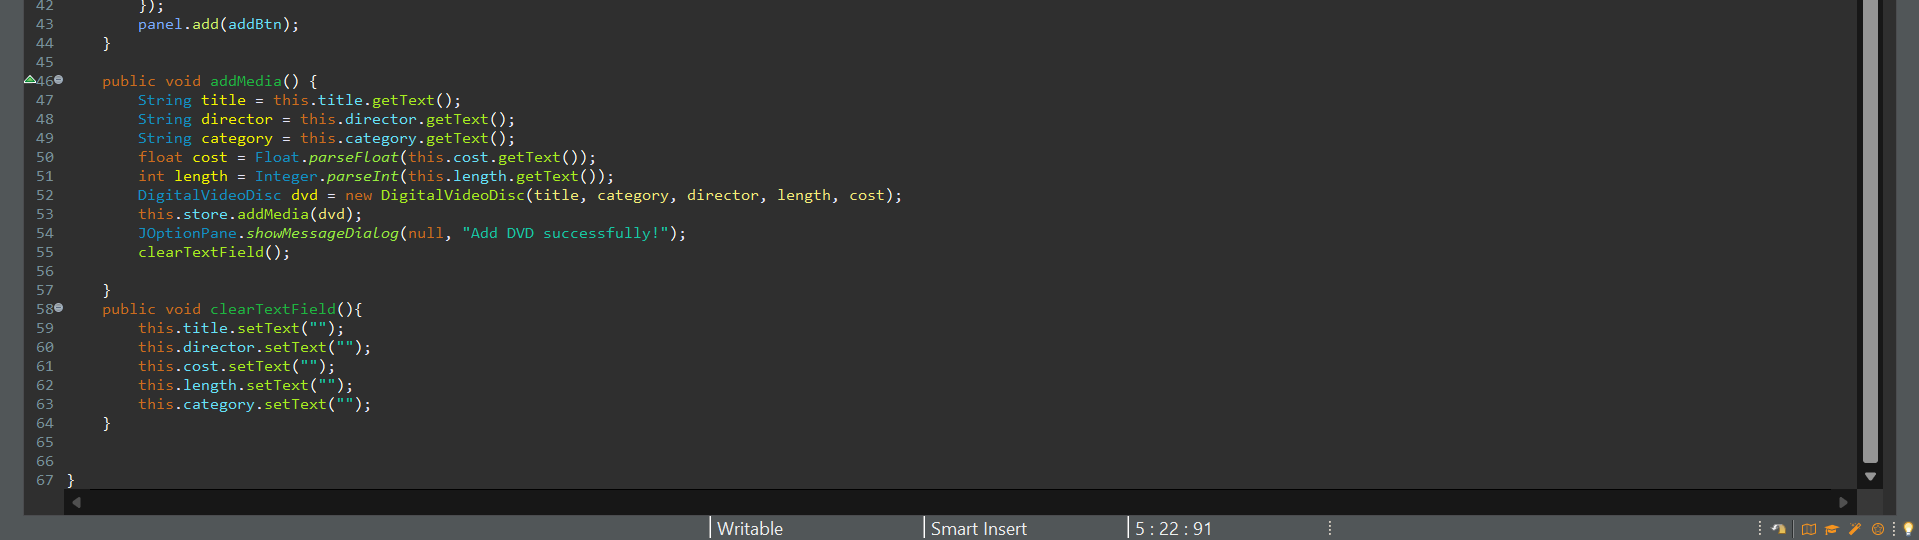 42         });
43         panel.add(addBtn);
44     }
45
46     public void addMedia() {
47         String title = this.title.getText();
48         String director = this.director.getText();
49         String category = this.category.getText();
50         float cost = Float.parseFloat(this.cost.getText());
51         int length = Integer.parseInt(this.length.getText());
52         DigitalVideoDisc dvd = new DigitalVideoDisc(title, category, director, length, cost);
53         this.store.addMedia(dvd);
54         JOptionPane.showMessageDialog(null, "Add DVD successfully!");
55         clearTextField();
56
57     }
58     public void clearTextField(){
59         this.title.setText("");
60         this.director.setText("");
61         this.cost.setText("");
62         this.length.setText("");
63         this.category.setText("");
64     }
65
66
67 }
Writable Smart Insert 5 : 22 : 91